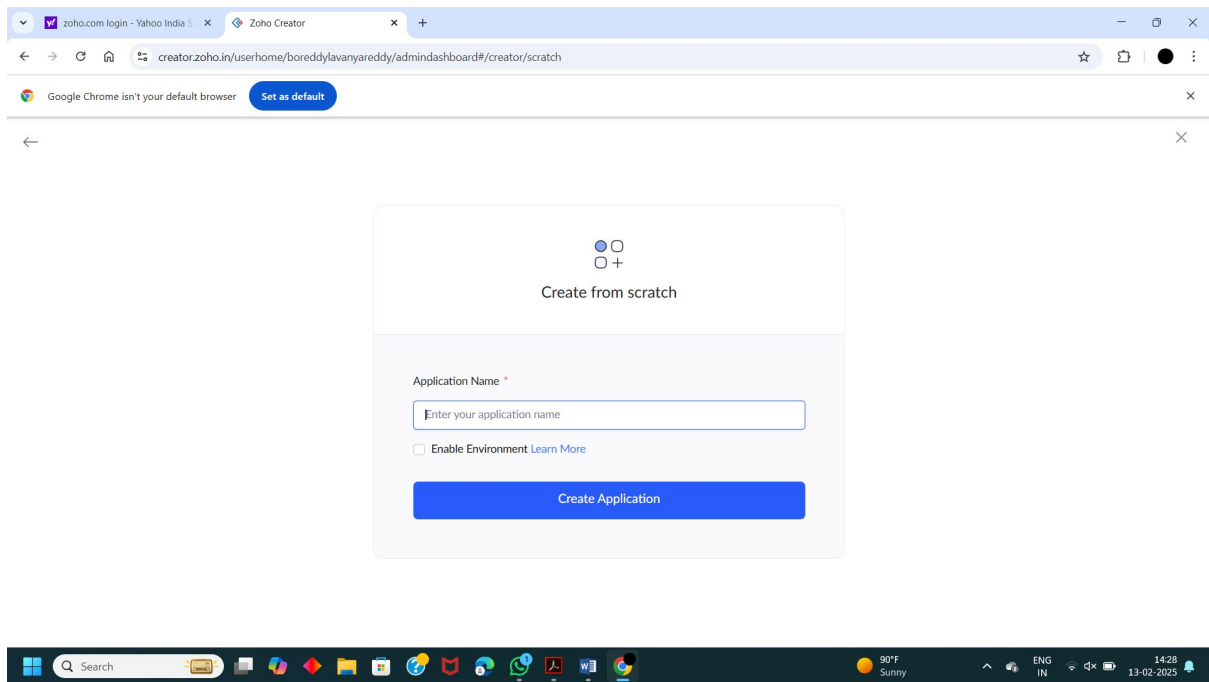 zoho.com login - Yahoo India S
Zoho Creator
creator.zoho.in/userhome/boreddylavanyareddy/admindashboard#/creator/scratch
Google Chrome isn't your default browser
Set as default
Create from scratch
Application Name *
Enter your application name
Enable Environment Learn More
Create Application
Search
90°F
Sunny
ENG
IN
14:28
13-02-2025